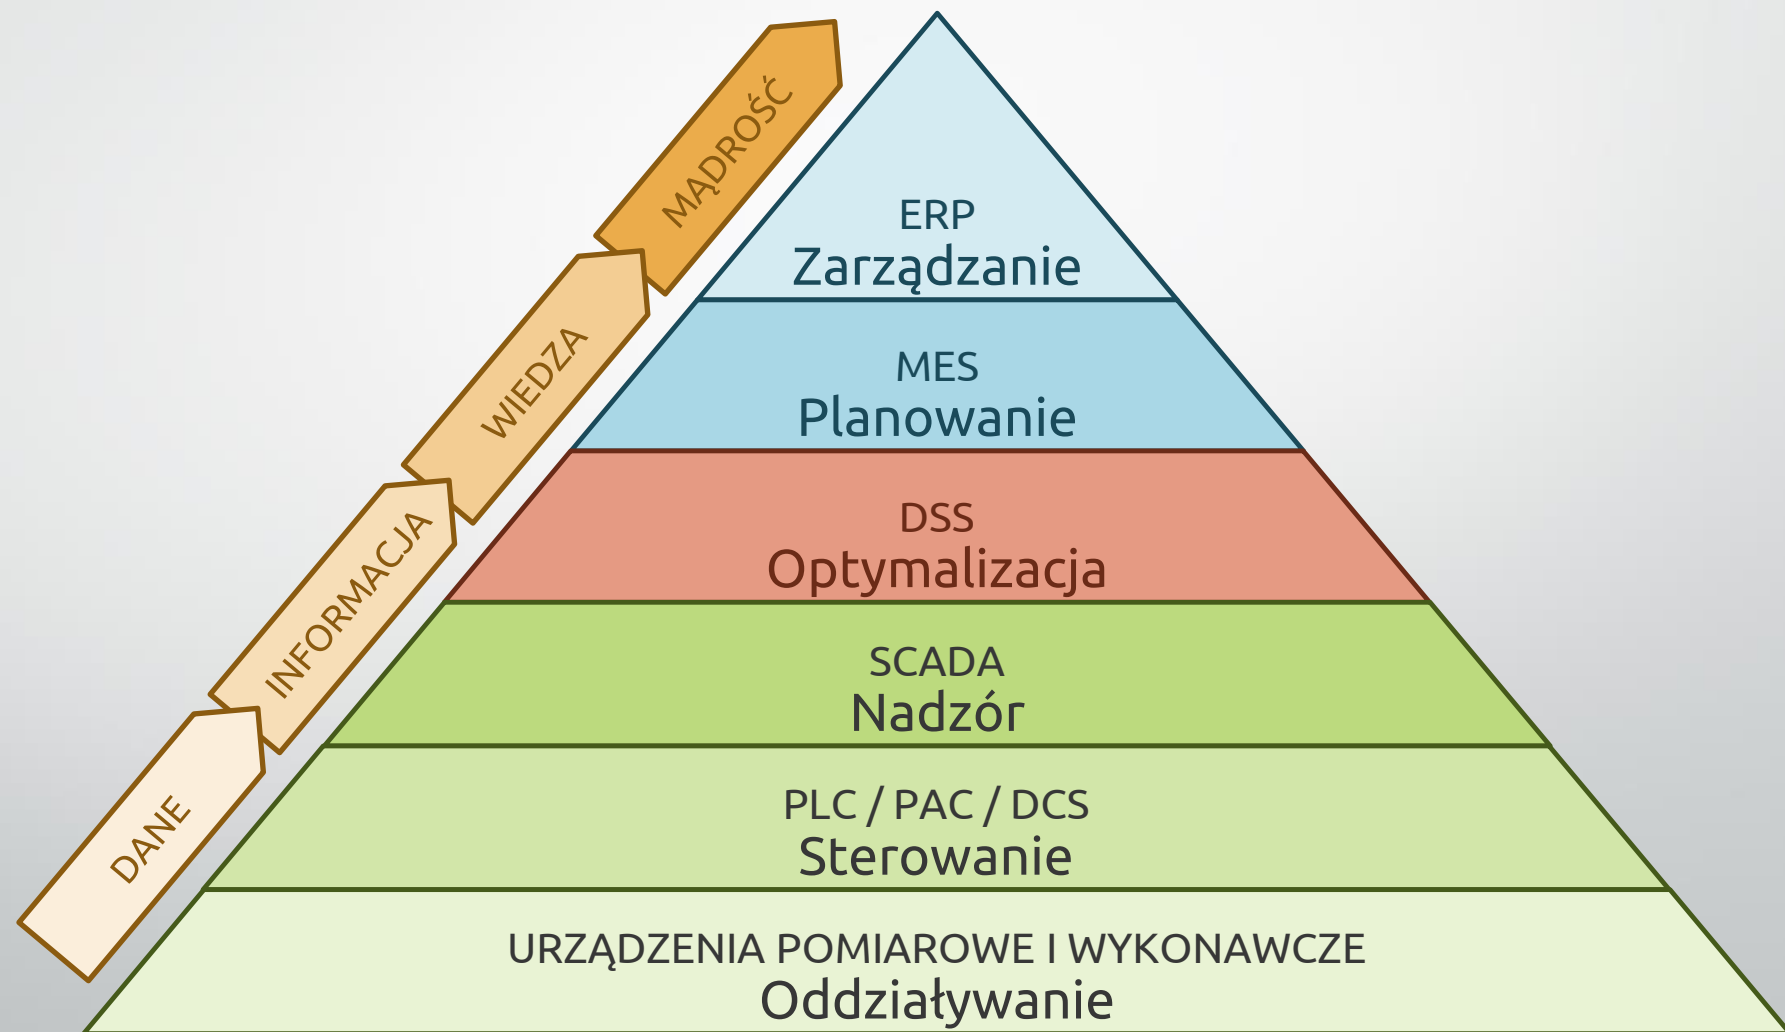 MĄDROŚĆ
WIEDZA
INFORMACJA
DANE
ERP
Zarządzanie
MES
Planowanie
DSS
Optymalizacja
SCADA
Nadzór
PLC / PAC / DCS
Sterowanie
URZĄDZENIA POMIAROWE I WYKONAWCZE
Oddziaływanie